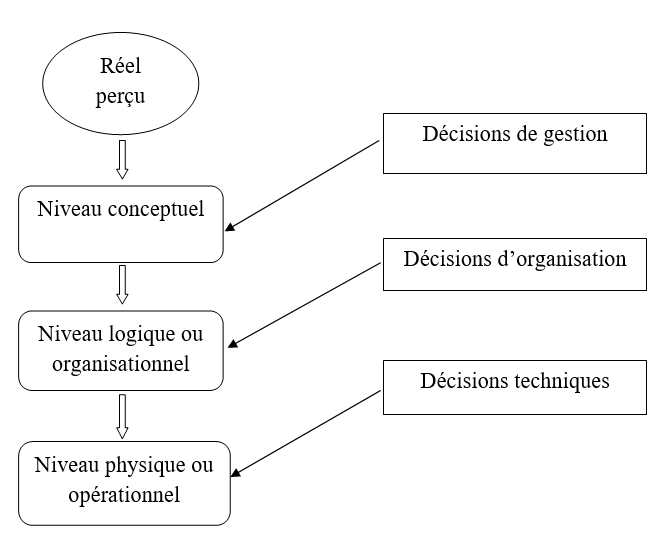 Réel
perçu
Décisions de gestion
Niveau conceptuel
Décisions d’organisation
Niveau logique ou
organisationnel
Décisions techniques
Niveau physique ou
opérationnel